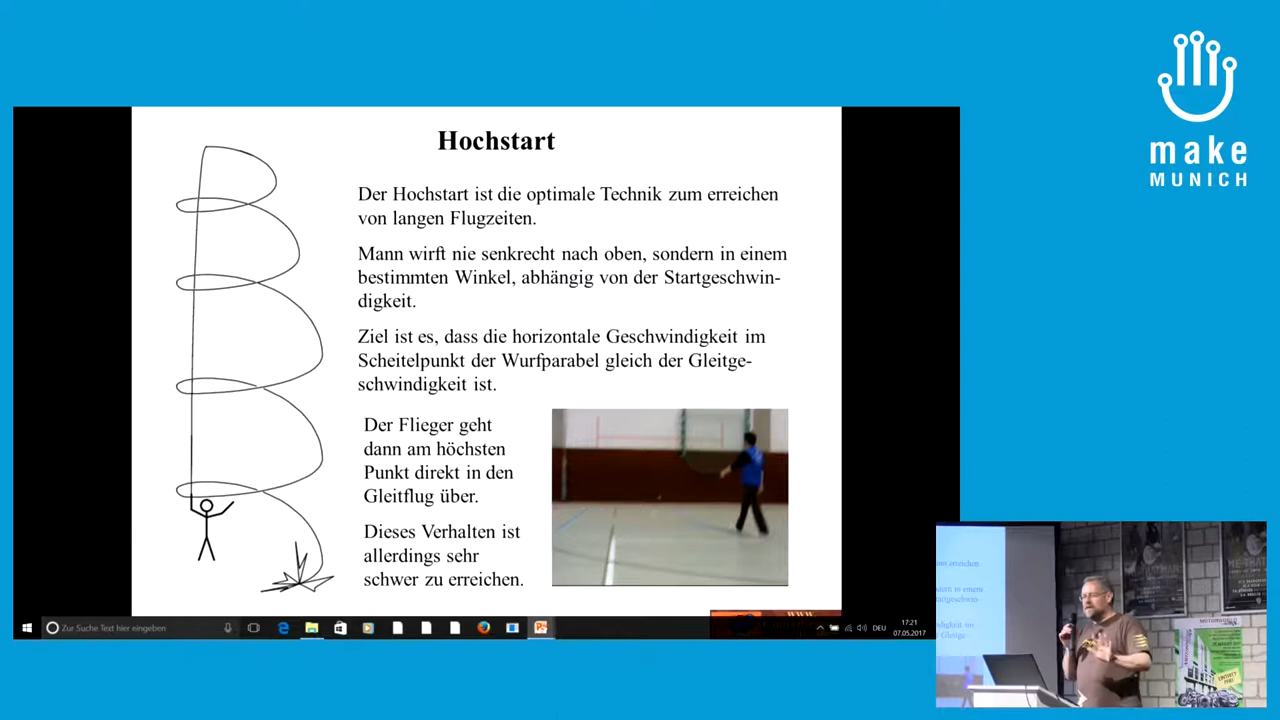 Hochstart
Der Hochstart ist die optimale Technik zum erreichen
von langen Flugzeiten.
Mann wirft nie senkrecht nach oben, sondern in einem
bestimmten Winkel, abhängig von der Startgeschwin-
digkeit.
Ziel ist es, dass die horizontale Geschwindigkeit im
Scheitelpunkt der Wurfparabel gleich der Gleitge-
schwindigkeit ist.
Der Flieger geht
dann am höchsten
Punkt direkt in den
Gleitflug über.
Dieses Verhalten ist
allerdings sehr
schwer zu erreichen.
www.
Zur Suche Text hier eingeben
DEU
17:21
07.05.2017
make
MUNICH
erreichen
in einem